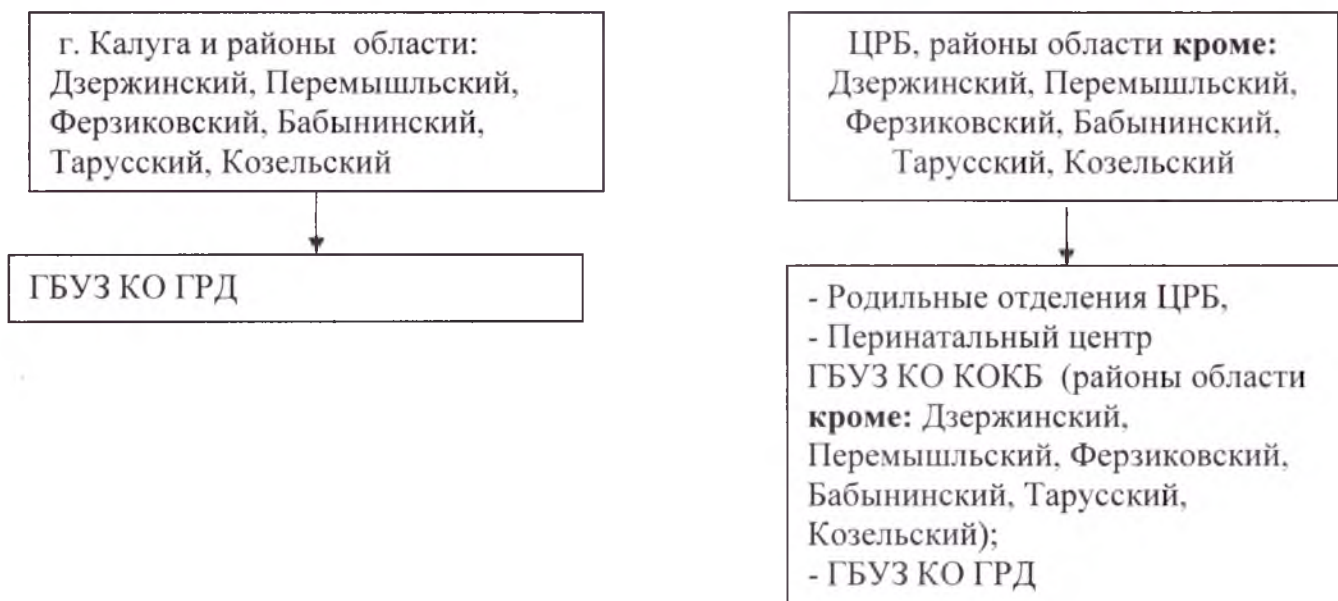 г. Калуга и районы области:
Дзержинский, Перемышльский,
Ферзиковский, Бабынинский,
Тарусский, Козельский
ГБУЗ КО ГРД
ЦРБ, районы области кроме:
Дзержинский, Перемышльский,
Ферзиковский, Бабынинский,
Тарусский, Козельский
- Родильные отделения ЦРБ,
- Перинатальный центр
ГБУЗ КО КОКБ (районы области
кроме: Дзержинский,
Перемышльский, Ферзиковский,
Бабынинский, Тарусский,
Козельский);
- ГБУЗ КО ГРД